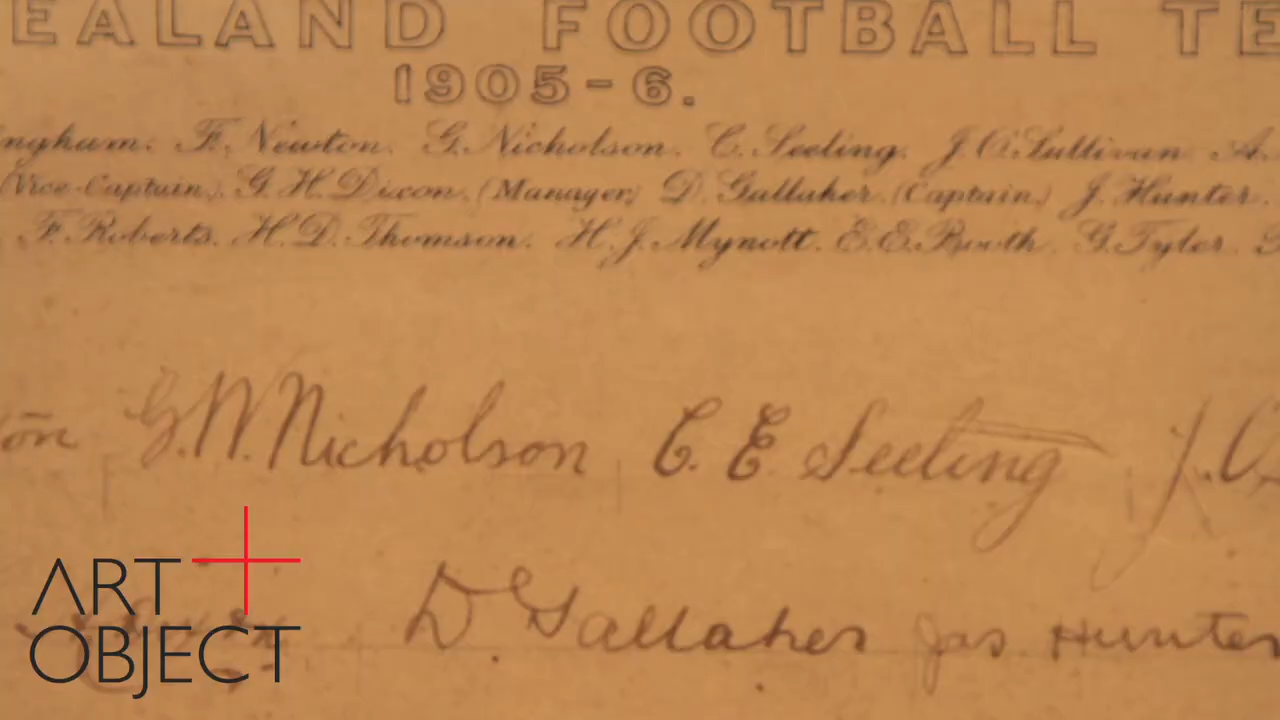 EALAND FOOTBALL TE
1905-6.
ngham. F. Newton. G. Nicholson. C. Seeling. J. O'Sullivan A.
(Vice-Captain.). G. H. Dixon. (Manager) D. Gallaher. (Captain.) J. Hunter.
F. Roberts. H. D. Thomson. H. J. Mynott. E. E. Booth. G. Tyler.
ton G. W. Nicholson C. E Seeling J. O
D Gallaher Jas Hunter
ART
OBJECT